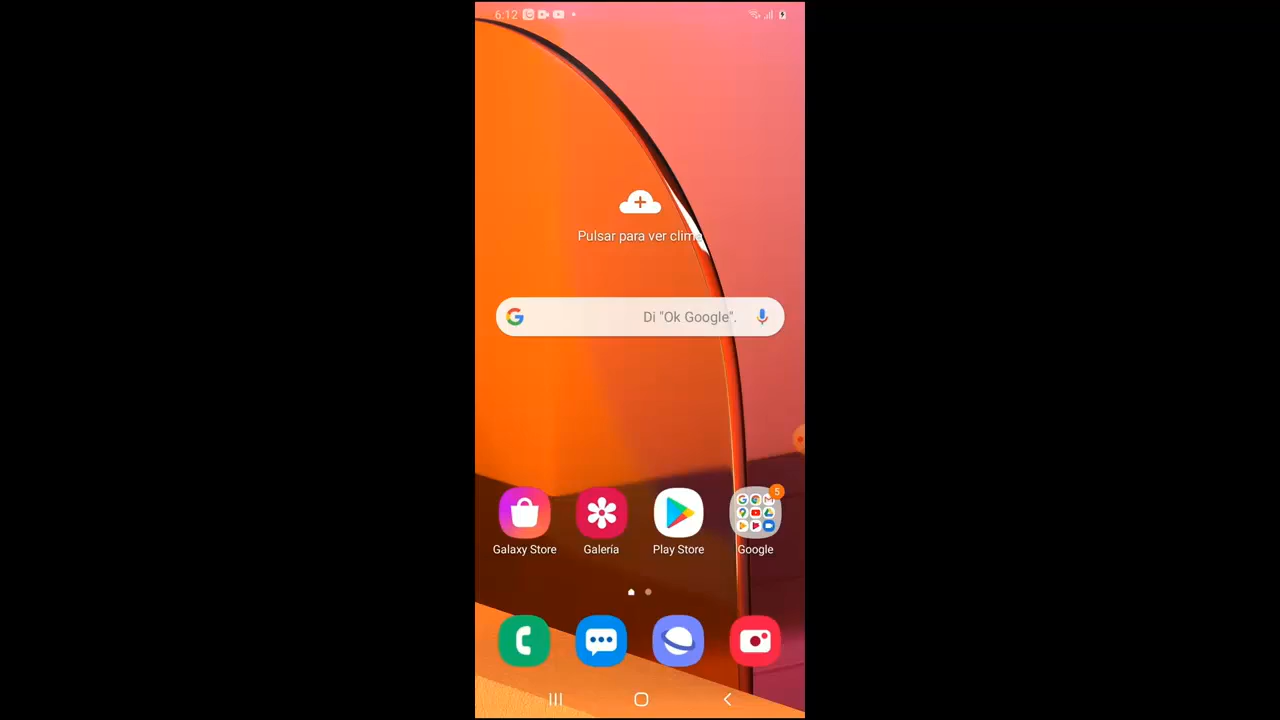 6:12
Pulsar para ver clima
Di "Ok Google".
5
Galaxy Store
Galería
Play Store
Google